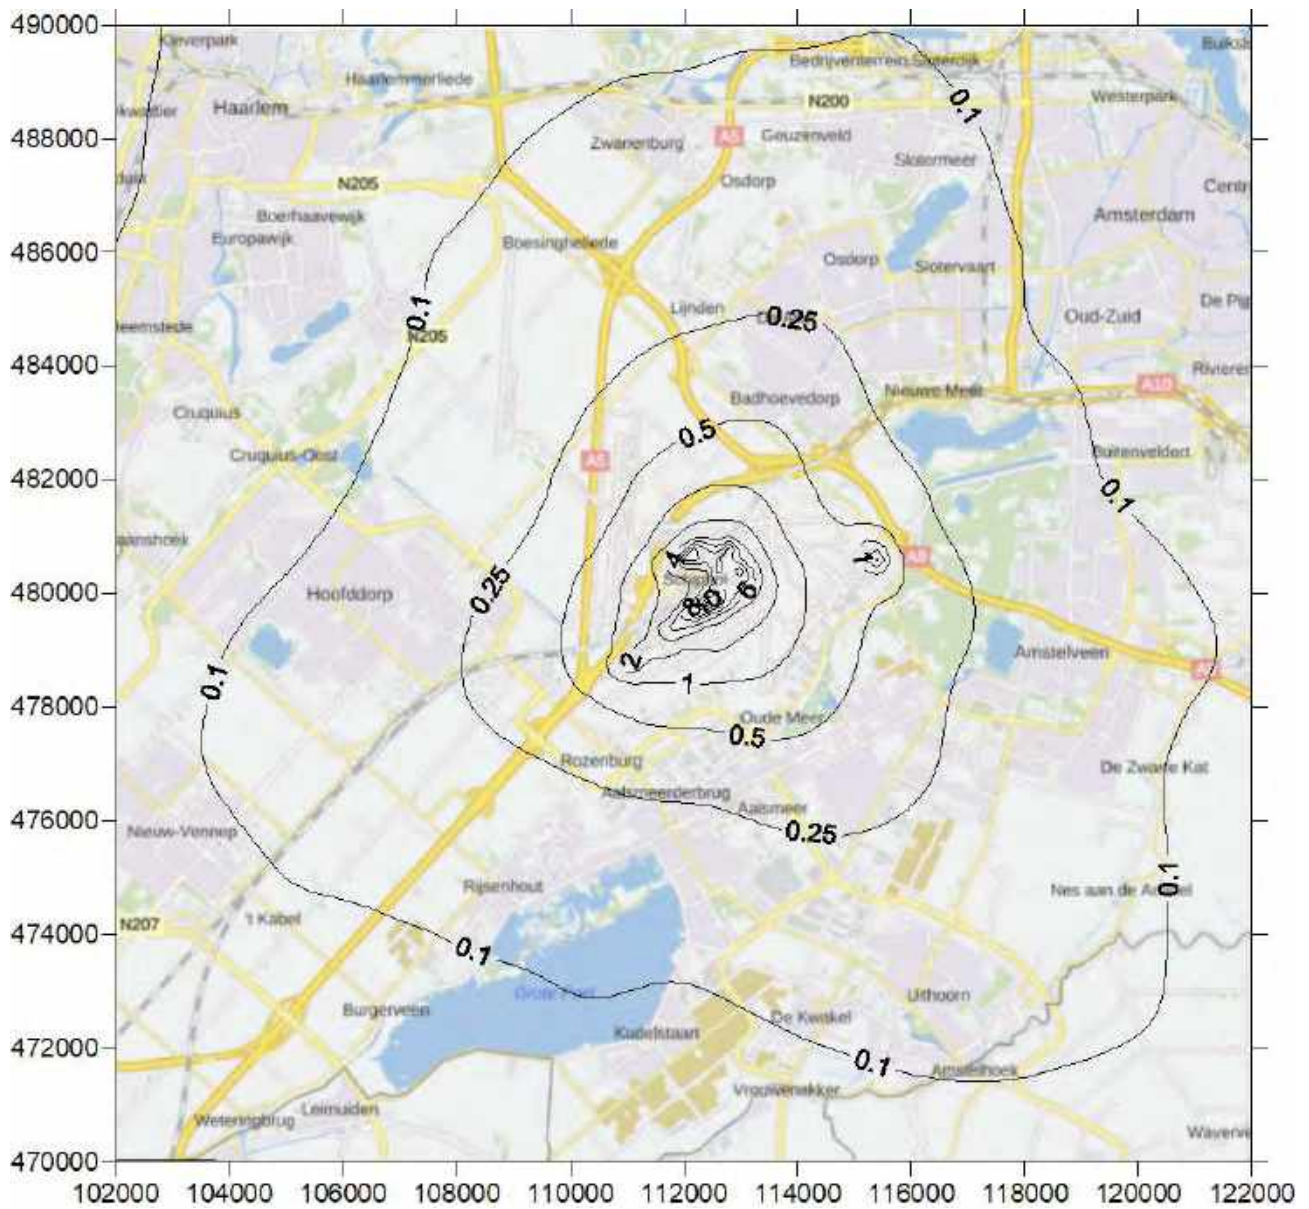 490000
Haarlemmerliede
Bedrijventerrein Sloterdijk
0.1
N200
Westerpark
Haarlem
488000
Zwanenburg
A5
Geuzenveld
Slotermeer
Osdorp
N205
Amsterdam
Boerhaavewijk
Europawijk
486000
Boesingheliede
Osdorp
Slotervaart
0.1
Lijnden
0.25
Oud-Zuid
N205
484000
A10
Nieuwe Meer
Badhoevedorp
Cruquius
0.5
Cruquius-Oost
A5
Buitenveldert
482000
0.1
4
1
A9
480000
0.25
Hoofddorp
6
8
2
Amstelveen
0.1
1
A9
478000
Oude Meer
0.5
Rozenburg
De Zwarte Kat
Aalsmeerderbrug
Aalsmeer
476000
0.25
Nieuw-Vennep
Rijsenhout
0.1
't Kabel
N207
474000
0.1
Uithoorn
Burgerveen
De Kwakel
Kudelstaart
472000
0.1
Amstelhoek
Vrouwenakker
Leimuiden
Weteringbrug
470000
102000 104000 106000 108000 110000 112000 114000 116000 118000 120000 122000